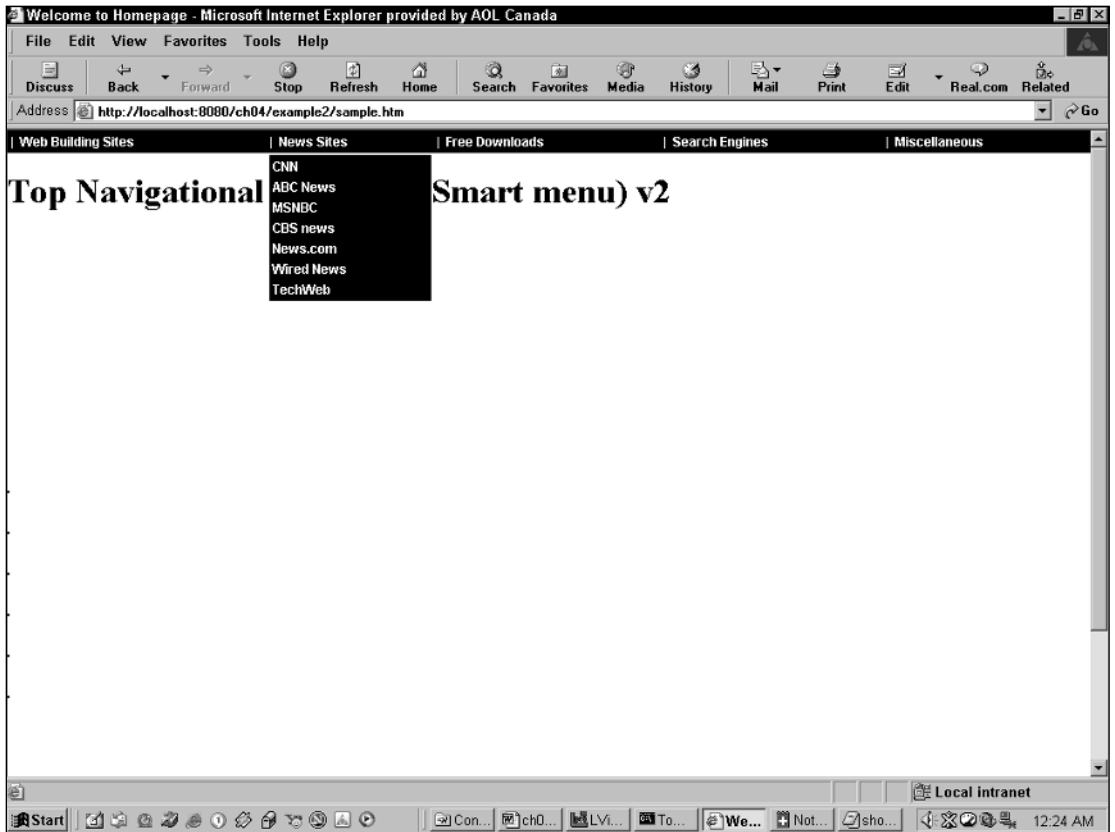 Welcome to Homepage - Microsoft Internet Explorer provided by AOL Canada
File Edit View Favorites Tools Help
Discuss Back Forward Stop Refresh Home Search Favorites Media History Mail Print Edit Real.com Related
Address http://localhost:8080/ch04/example2/sample.htm Go
| Web Building Sites | News Sites | Free Downloads | Search Engines | Miscellaneous
CNN
ABC News
MSNBC
CBS news
News.com
Wired News
TechWeb
Top Navigational Smart menu) v2
Local intranet
Start Con... ch0... LVi... To... We... Not... sho... 12:24 AM